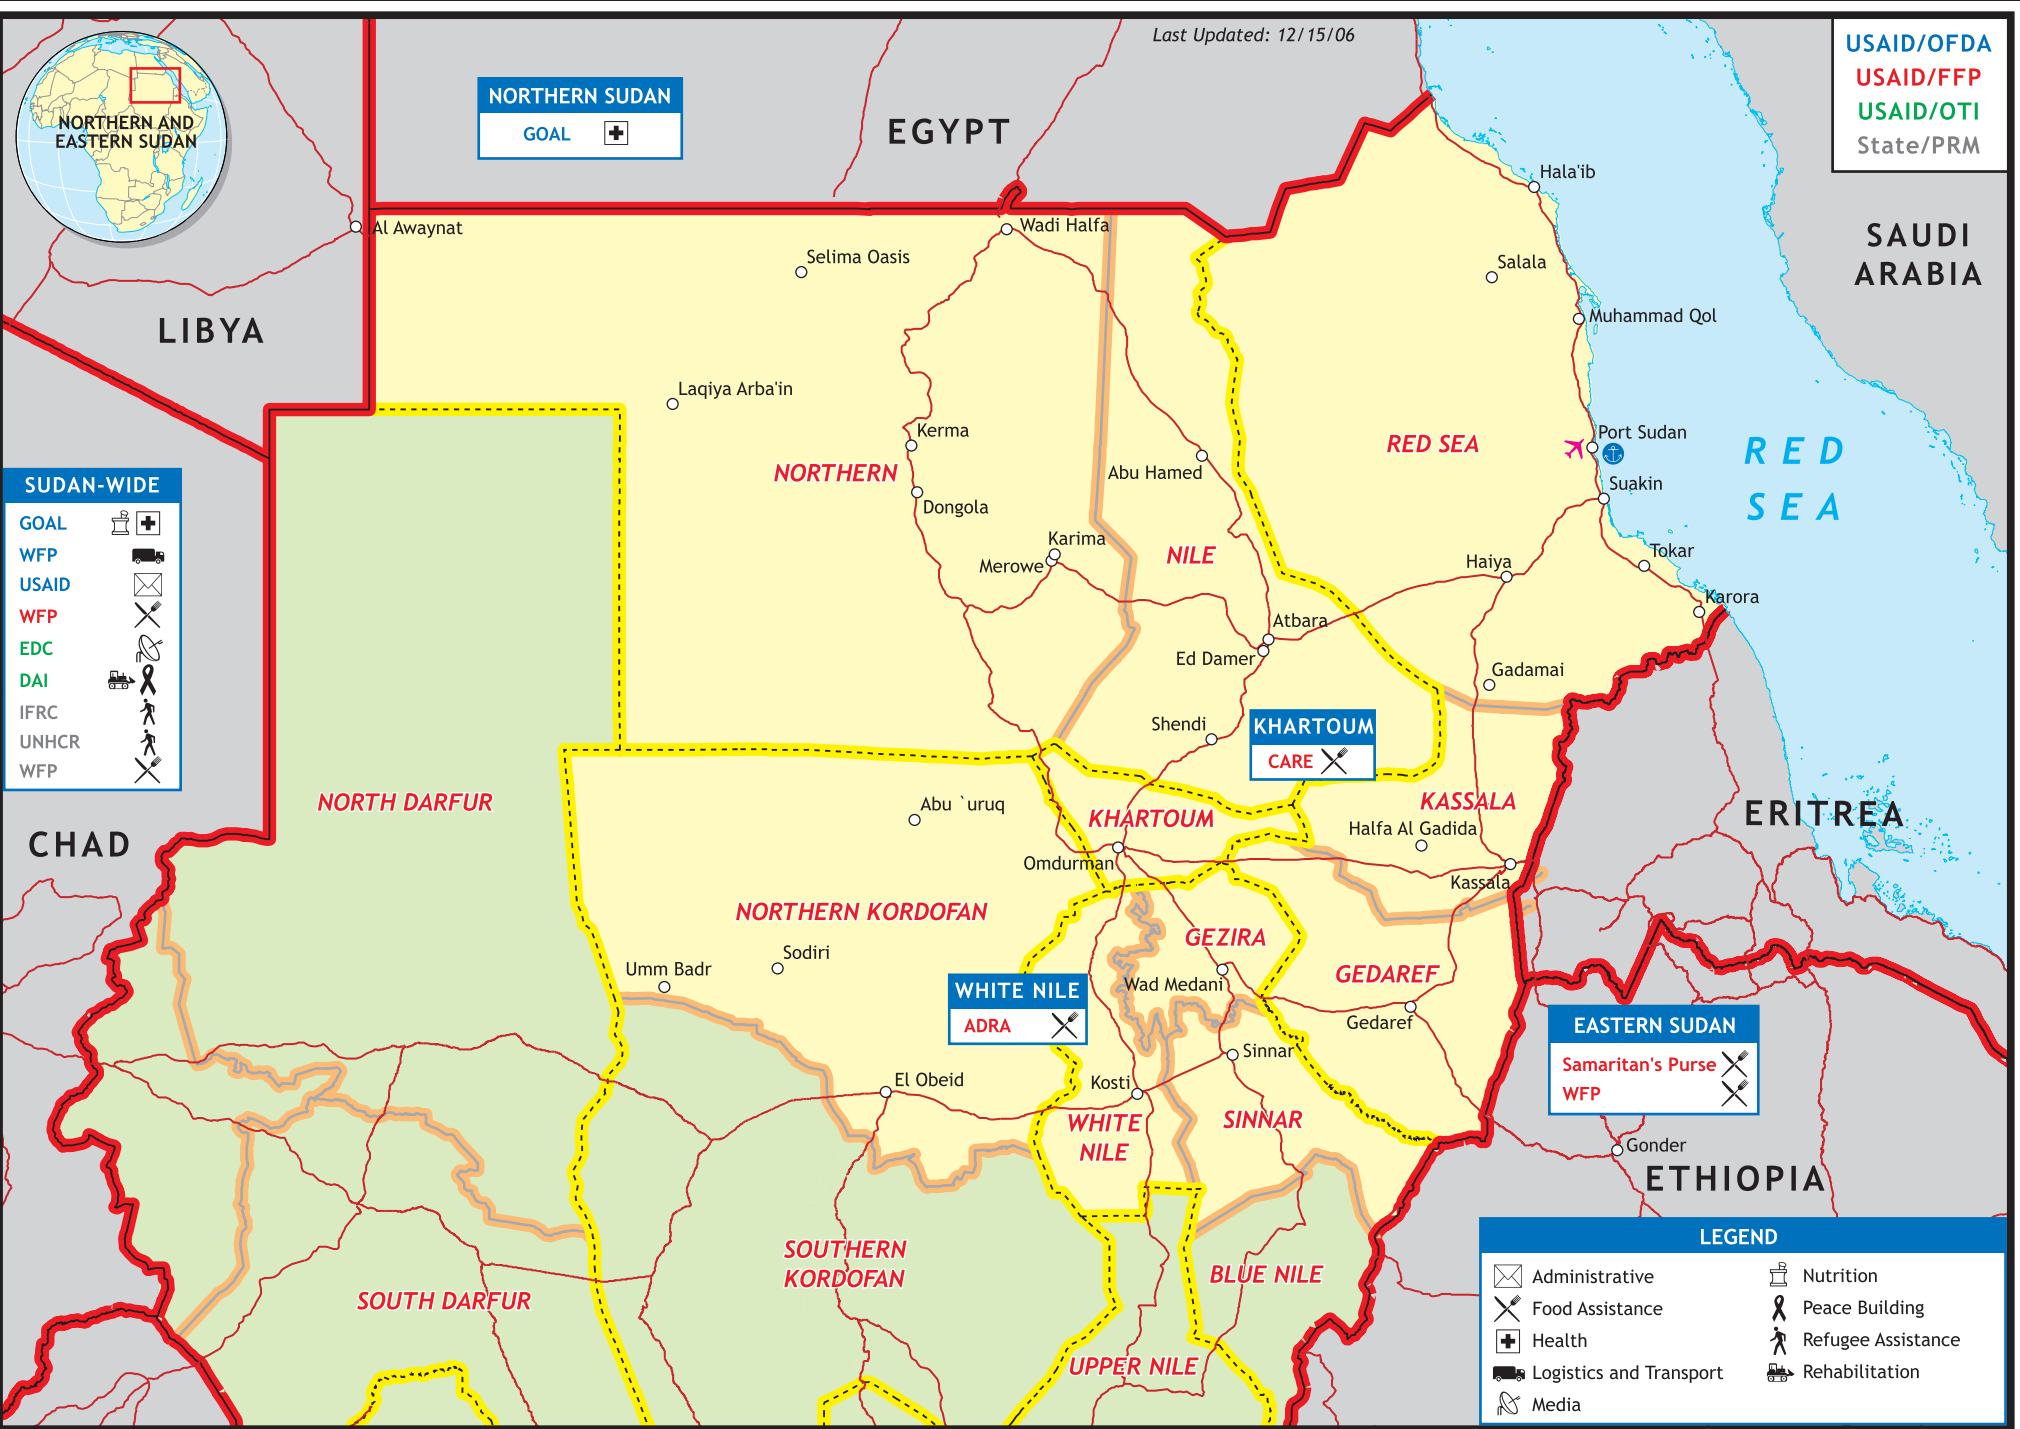 Last Updated: 12/15/06
USAID/OFDA
USAID/FFP
USAID/OTI
State/PRM
NORTHERN AND
EASTERN SUDAN
NORTHERN SUDAN
GOAL
EGYPT
Hala'ib
Al Awaynat
Wadi Halfa
SAUDI
ARABIA
Selima Oasis
Salala
LIBYA
Muhammad Qol
Laqiya Arba'in
Kerma
Port Sudan
RED SEA
RED
SEA
NORTHERN
Abu Hamed
Suakin
Dongola
SUDAN-WIDE
GOAL
WFP
USAID
WFP
EDC
DAI
IFRC
UNHCR
WFP
Karima
Merowe
NILE
Haiya
Tokar
Karora
Atbara
Ed Damer
Gadamai
Shendi
KHARTOUM
CARE
NORTH DARFUR
Abu `uruq
KHARTOUM
KASSALA
Halfa Al Gadida
ERITREA
CHAD
Omdurman
Kassala
NORTHERN KORDOFAN
GEZIRA
Sodiri
Umm Badr
GEDAREF
Wad Medani
WHITE NILE
ADRA
Gedaref
EASTERN SUDAN
Samaritan's Purse
WFP
Sinnar
El Obeid
Kosti
WHITE
NILE
SINNAR
Gonder
ETHIOPIA
SOUTHERN
KORDOFAN
BLUE NILE
SOUTH DARFUR
UPPER NILE
LEGEND
Administrative
Food Assistance
Health
Logistics and Transport
Media
Nutrition
Peace Building
Refugee Assistance
Rehabilitation